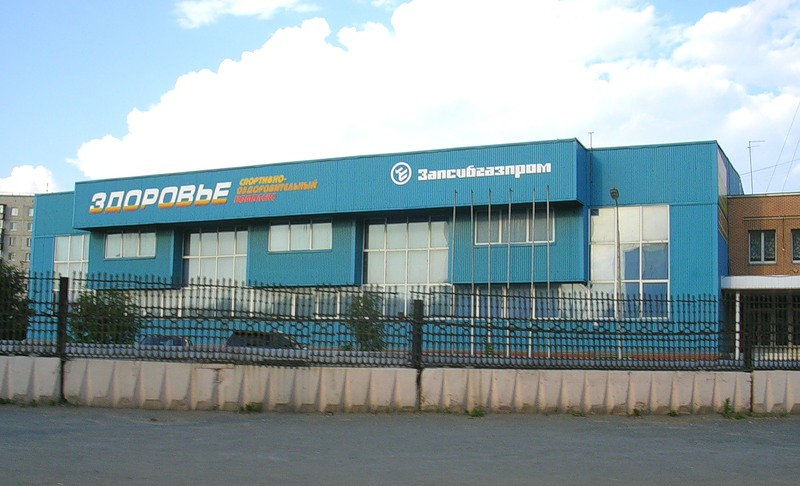 ЗДОРОВЬЕ
СПОРТИВНО-
ОЗДОРОВИТЕЛЬНЫЙ
КОМПЛЕКС
Запсибгазпром